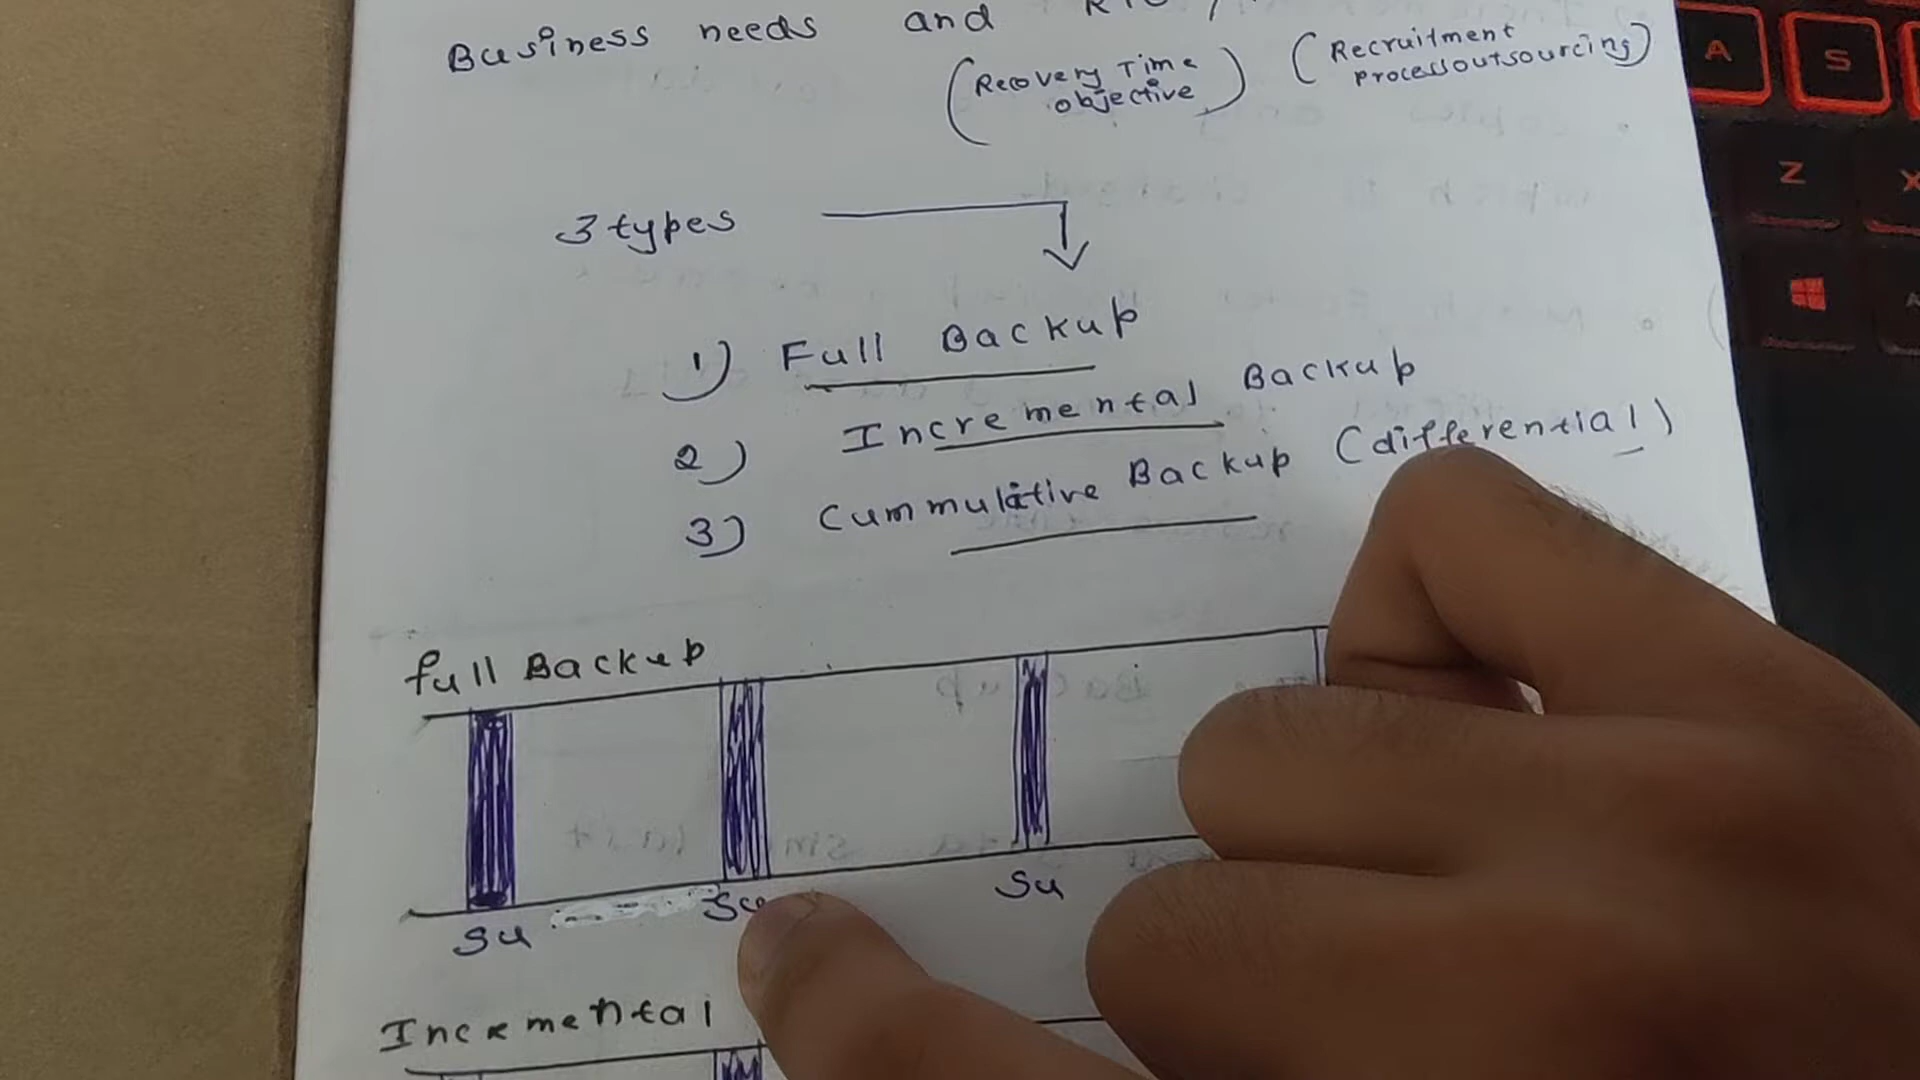 Business needs and
(Recovery Time
objective)
(Recruitment
processoutsourcing)
3 types
1) Full Backup
2) Incremental Backup
3) Cummulative Backup (differential)
full Backup
Su
Su
Su
Incremental
A
S
Z
X